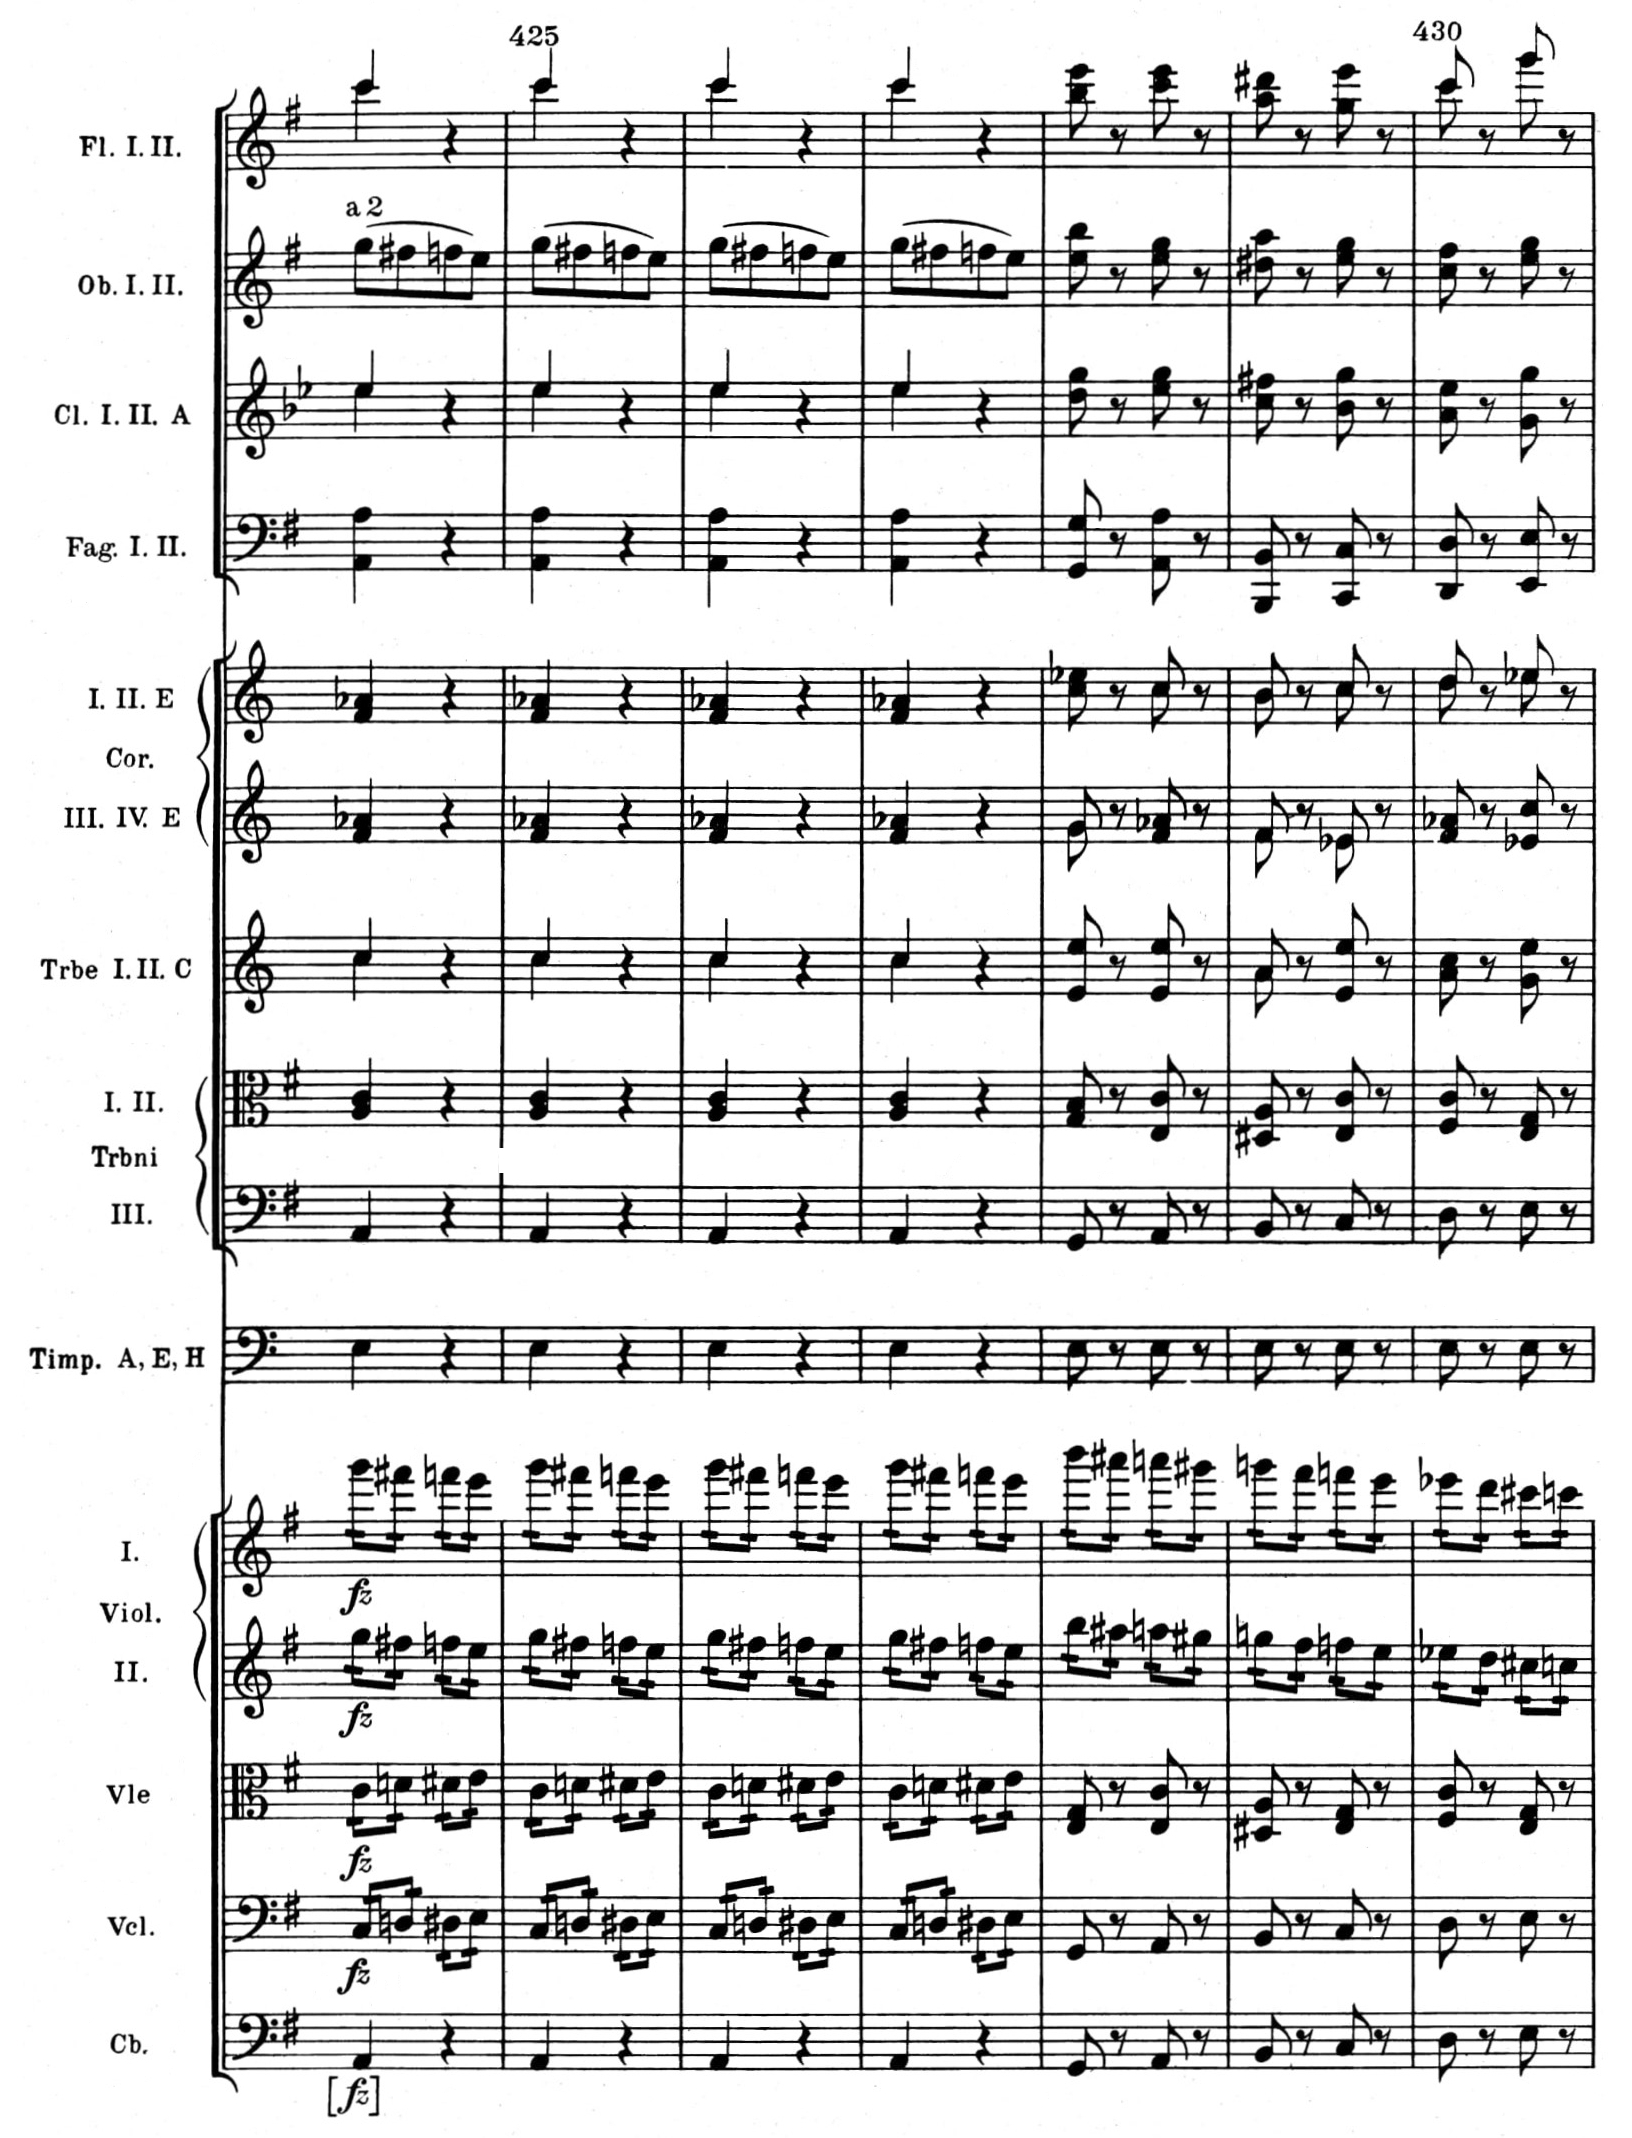 425 430
Fl. I. II.
a 2
Ob. I. II.
Cl. I. II. A
Fag. I. II.
I. II. E
Cor.
III. IV. E
Trbe I. II. C
I. II.
Trbni
III.
Timp. A, E, H
I.
fz
Viol.
II.
fz
Vle
fz
Vcl.
fz
Cb.
[fz]